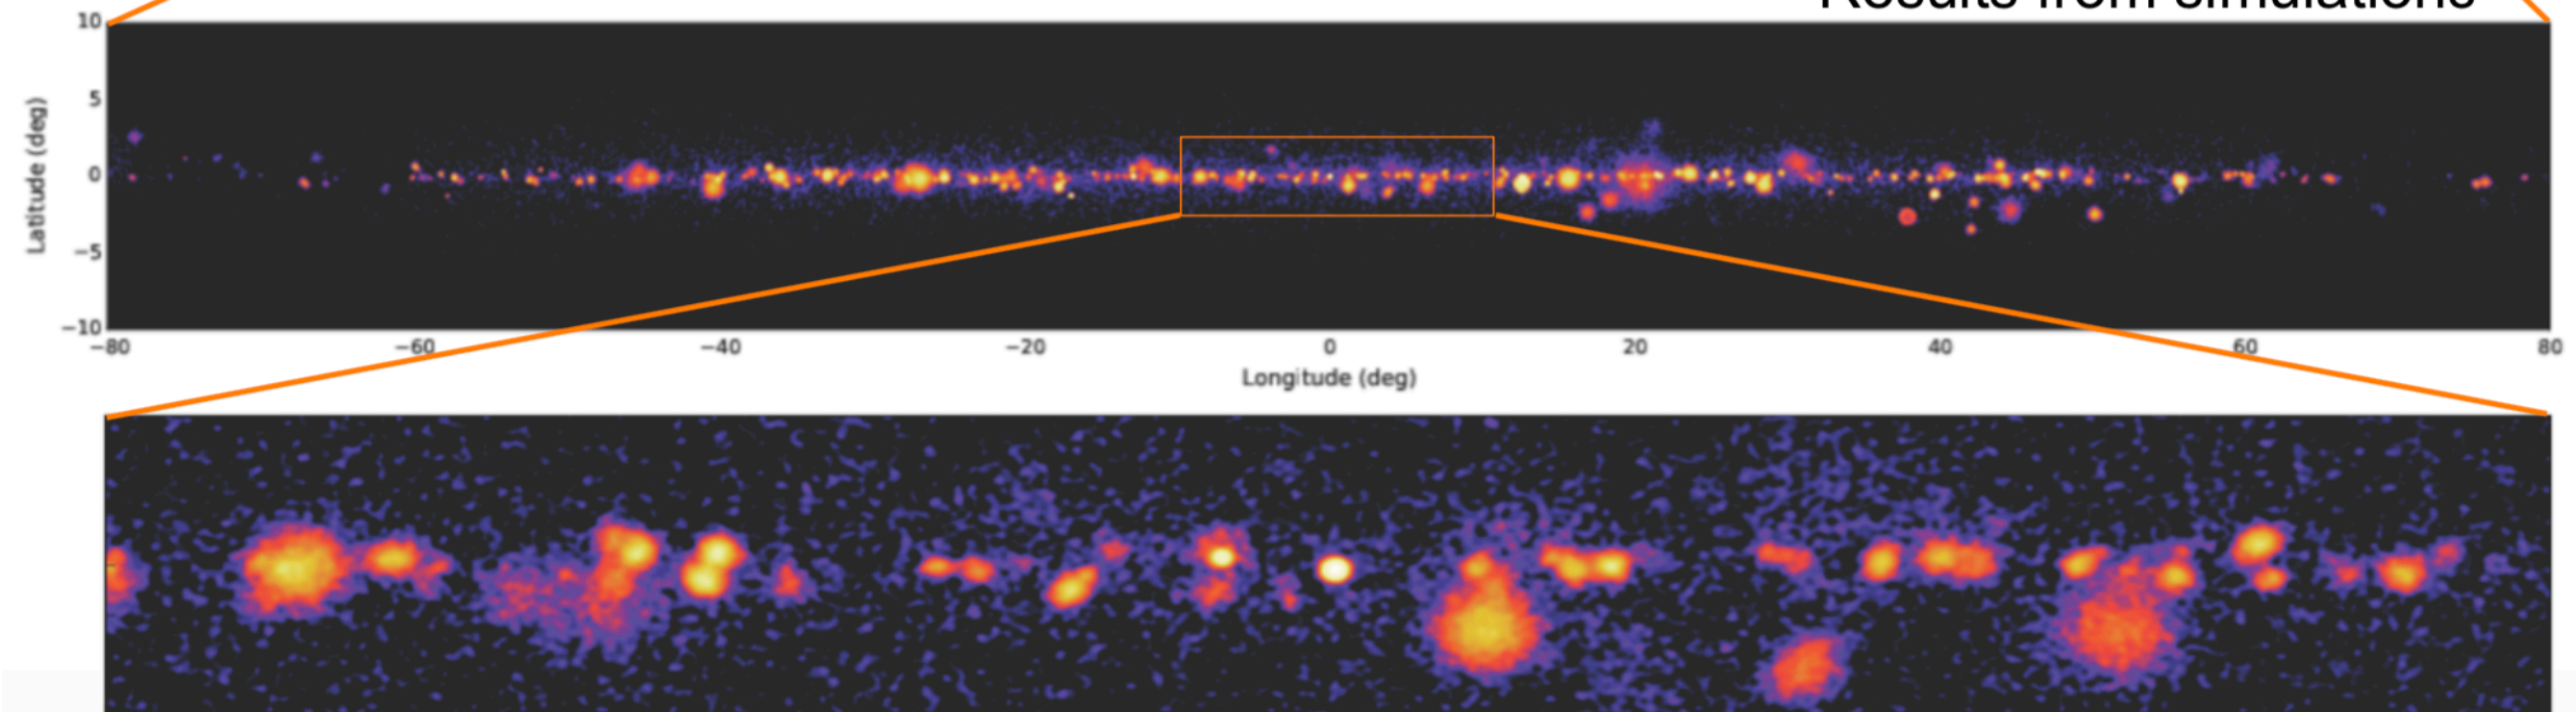 Results from simulations
10
5
0
−5
−10
Latitude (deg)
−80 −60 −40 −20 0 20 40 60 80
Longitude (deg)